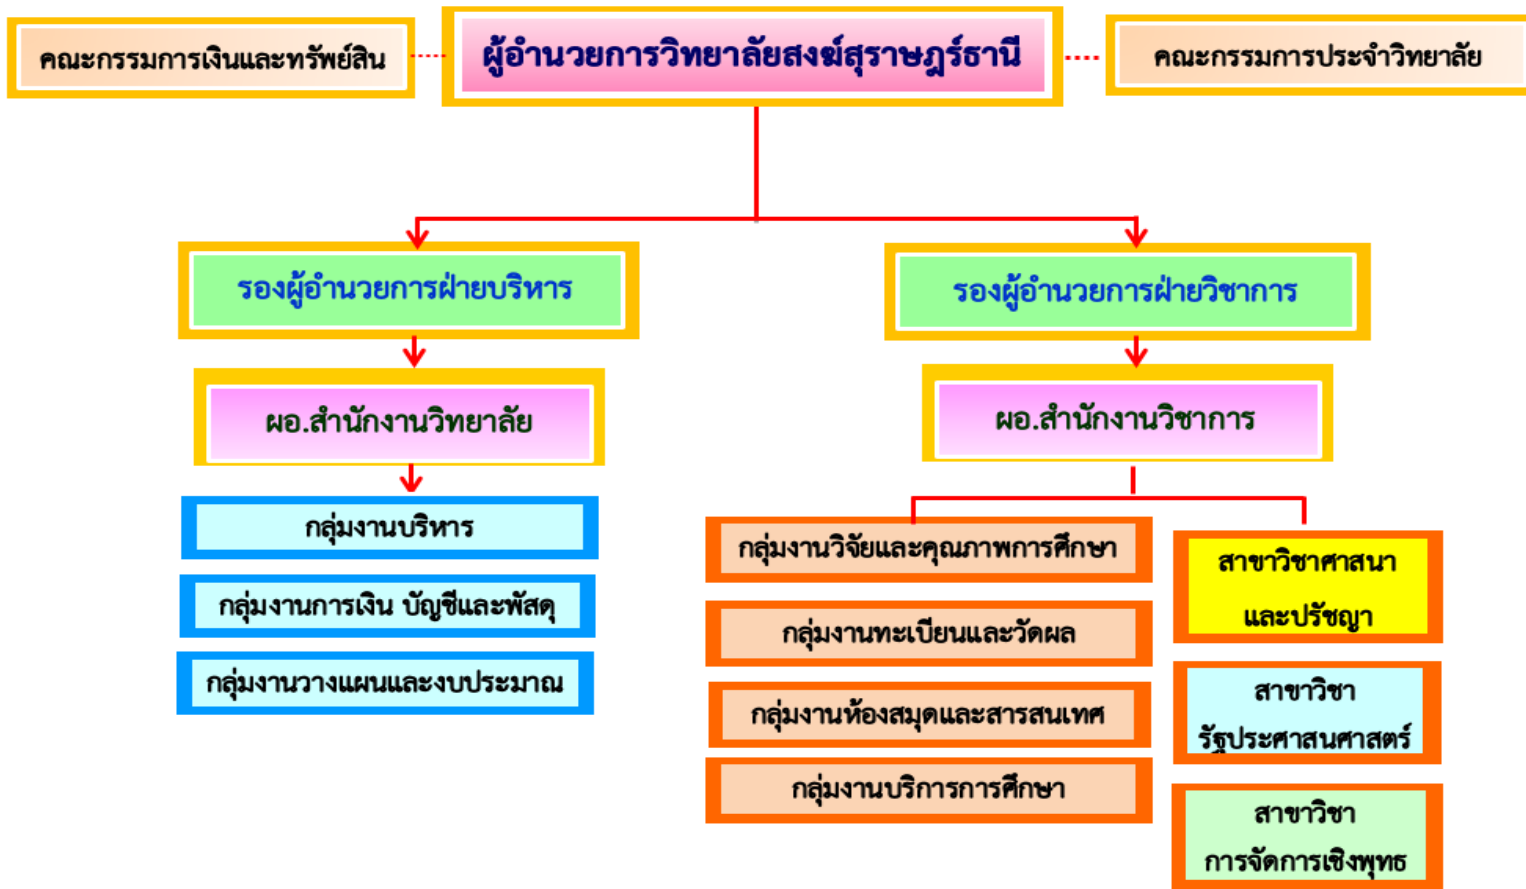 คณะกรรมการเงินและทรัพย์สิน
ผู้อำนวยการวิทยาลัยสงฆ์สุราษฎร์ธานี
คณะกรรมการประจำวิทยาลัย
รองผู้อำนวยการฝ่ายบริหาร
รองผู้อำนวยการฝ่ายวิชาการ
ผอ.สำนักงานวิทยาลัย
ผอ.สำนักงานวิชาการ
กลุ่มงานบริหาร
กลุ่มงานการเงิน บัญชีและพัสดุ
กลุ่มงานวางแผนและงบประมาณ
กลุ่มงานวิจัยและคุณภาพการศึกษา
กลุ่มงานทะเบียนและวัดผล
กลุ่มงานห้องสมุดและสารสนเทศ
กลุ่มงานบริการการศึกษา
สาขาวิชาศาสนา
และปรัชญา
สาขาวิชา
รัฐประศาสนศาสตร์
สาขาวิชา
การจัดการเชิงพุทธ